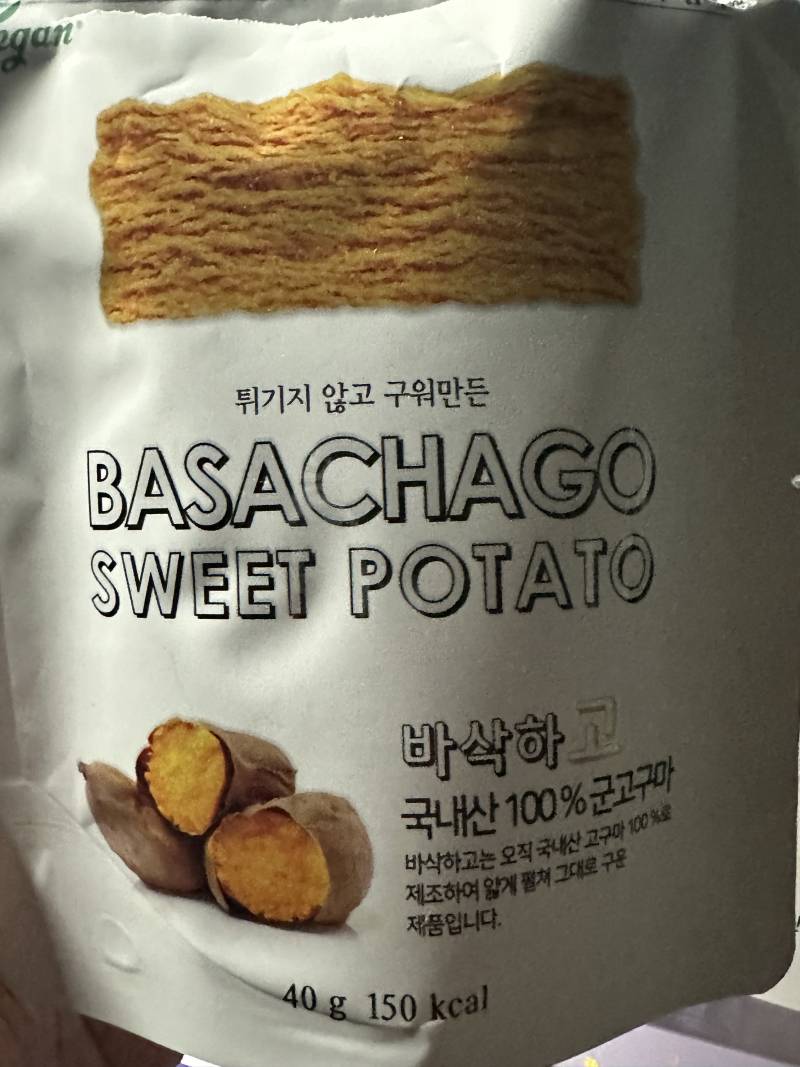 튀기지 않고 구워만든
BASACHAGO
SWEET POTATO
바삭하고
국내산 100% 군고구마
바삭하고는 오직 국내산 고구마 100%로
제조하여 얇게 펼쳐 그대로 구운
제품입니다.
40 g 150 kcal